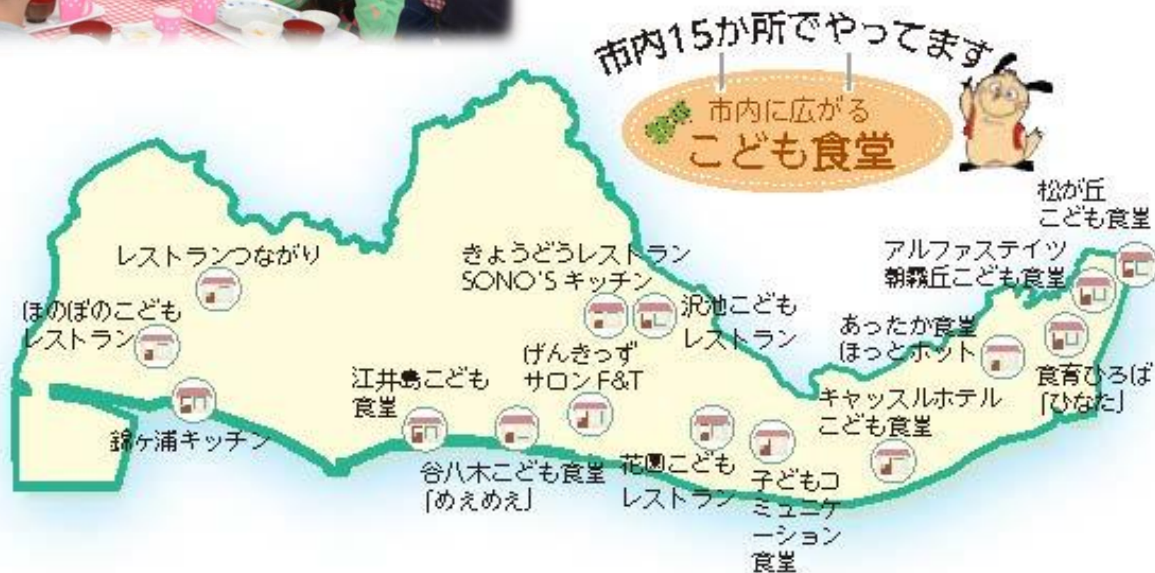 市内15か所でやってます
市内に広がる
こども食堂
松が丘
こども食堂
アルファステイツ
朝霧丘こども食堂
レストランつながり
きょうどうレストラン
SONO'S キッチン
沢池こども
レストラン
ほのぼのこども
レストラン
あったか食堂
ほっとホット
げんきっず
サロン F&T
江井島こども
食堂
食育ひろば
「ひなた」
キャッスルホテル
こども食堂
錦ヶ浦キッチン
谷八木こども食堂
「めえめえ」
花園こども
レストラン
子どもコ
ミュニケ
ーション
食堂